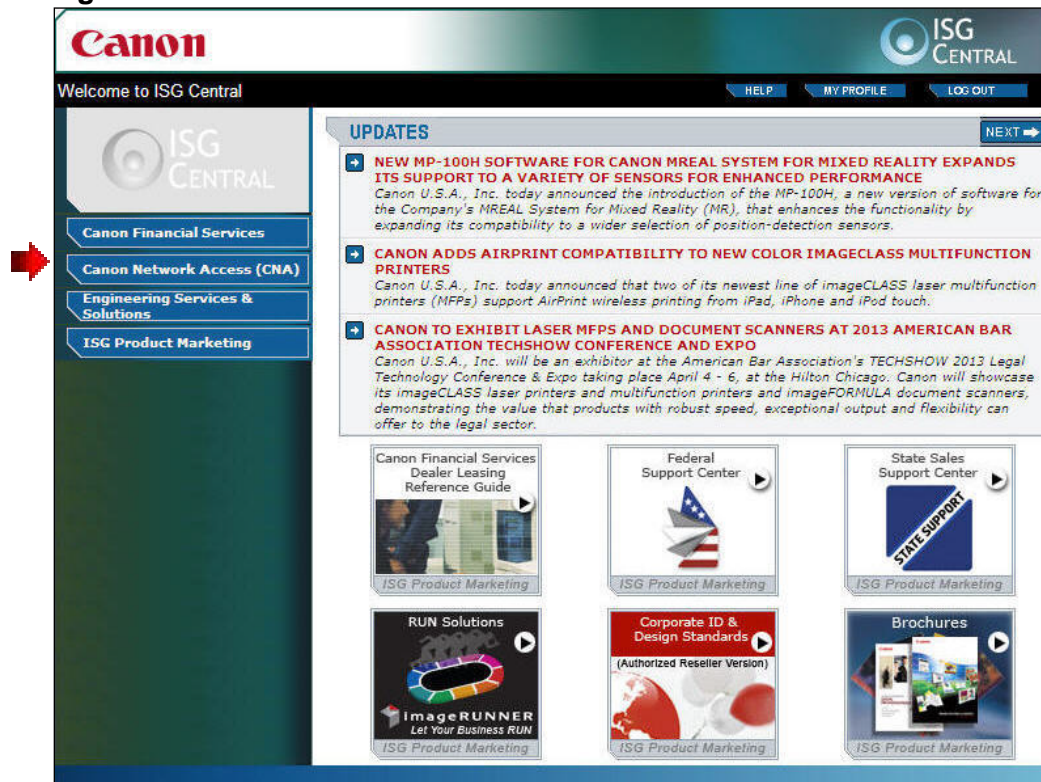 Canon
ISG
CENTRAL
Welcome to ISG Central
HELP
MY PROFILE
LOG OUT
ISG
CENTRAL
Canon Financial Services
Canon Network Access (CNA)
Engineering Services &
Solutions
ISG Product Marketing
UPDATES
NEXT
NEW MP-100H SOFTWARE FOR CANON MREAL SYSTEM FOR MIXED REALITY EXPANDS
ITS SUPPORT TO A VARIETY OF SENSORS FOR ENHANCED PERFORMANCE
Canon U.S.A., Inc. today announced the introduction of the MP-100H, a new version of software for
the Company's MREAL System for Mixed Reality (MR), that enhances the functionality by
expanding its compatibility to a wider selection of position-detection sensors.
CANON ADDS AIRPRINT COMPATIBILITY TO NEW COLOR IMAGECLASS MULTIFUNCTION
PRINTERS
Canon U.S.A., Inc. today announced that two of its newest line of imageCLASS laser multifunction
printers (MFPs) support AirPrint wireless printing from iPad, iPhone and iPod touch.
CANON TO EXHIBIT LASER MFPS AND DOCUMENT SCANNERS AT 2013 AMERICAN BAR
ASSOCIATION TECHSHOW CONFERENCE AND EXPO
Canon U.S.A., Inc. will be an exhibitor at the American Bar Association's TECHSHOW 2013 Legal
Technology Conference & Expo taking place April 4 - 6, at the Hilton Chicago. Canon will showcase
its imageCLASS laser printers and multifunction printers and imageFORMULA document scanners,
demonstrating the value that products with robust speed, exceptional output and flexibility can
offer to the legal sector.
Canon Financial Services
Dealer Leasing
Reference Guide
ISG Product Marketing
Federal
Support Center
ISG Product Marketing
State Sales
Support Center
STATE SUPPORT
ISG Product Marketing
RUN Solutions
imageRUNNER
Let Your Business RUN
ISG Product Marketing
Corporate ID &
Design Standards
(Authorized Reseller Version)
ISG Product Marketing
Brochures
ISG Product Marketing